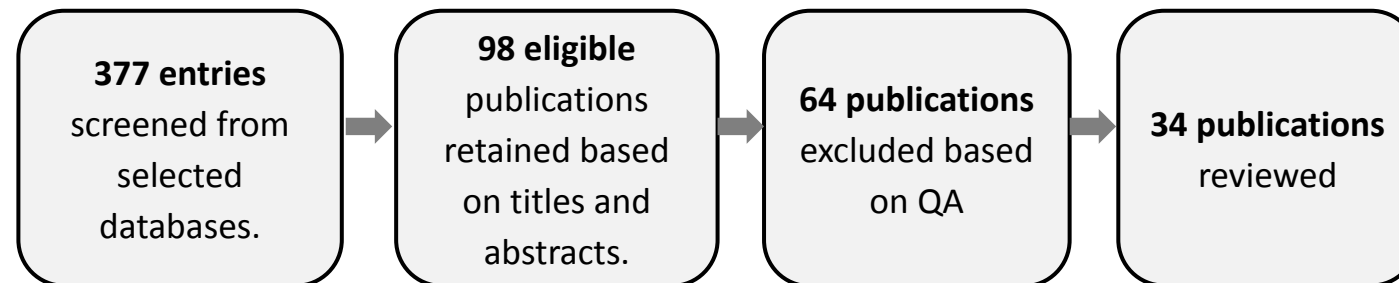 377 entries
screened from
selected
databases.
98 eligible
publications
retained based
on titles and
abstracts.
64 publications
excluded based
on QA
34 publications
reviewed